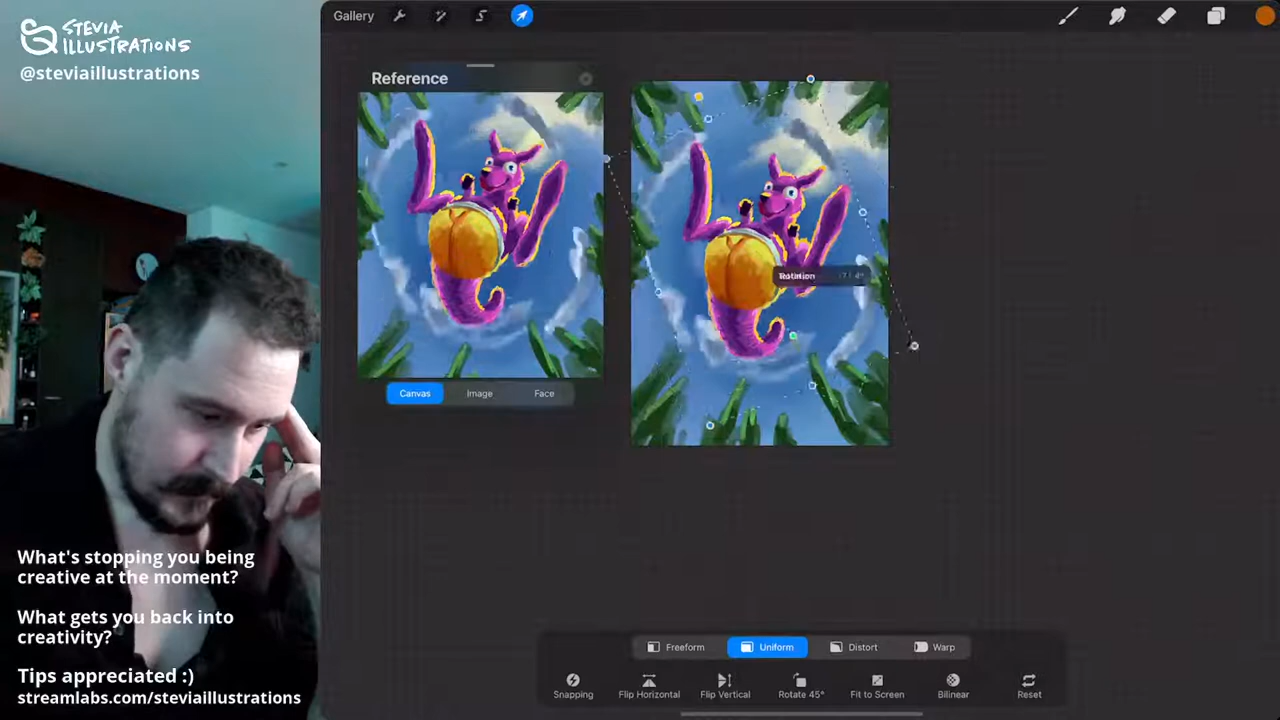 STEVIA
ILLUSTRATIONS
@steviaillustrations
What's stopping you being
creative at the moment?
What gets you back into
creativity?
Tips appreciated :)
streamlabs.com/steviaillustrations
Gallery
Reference
Canvas Image Face
Freeform Uniform Distort Warp
Snapping Flip Horizontal Flip Vertical Rotate 45° Fit to Screen Bilinear Reset